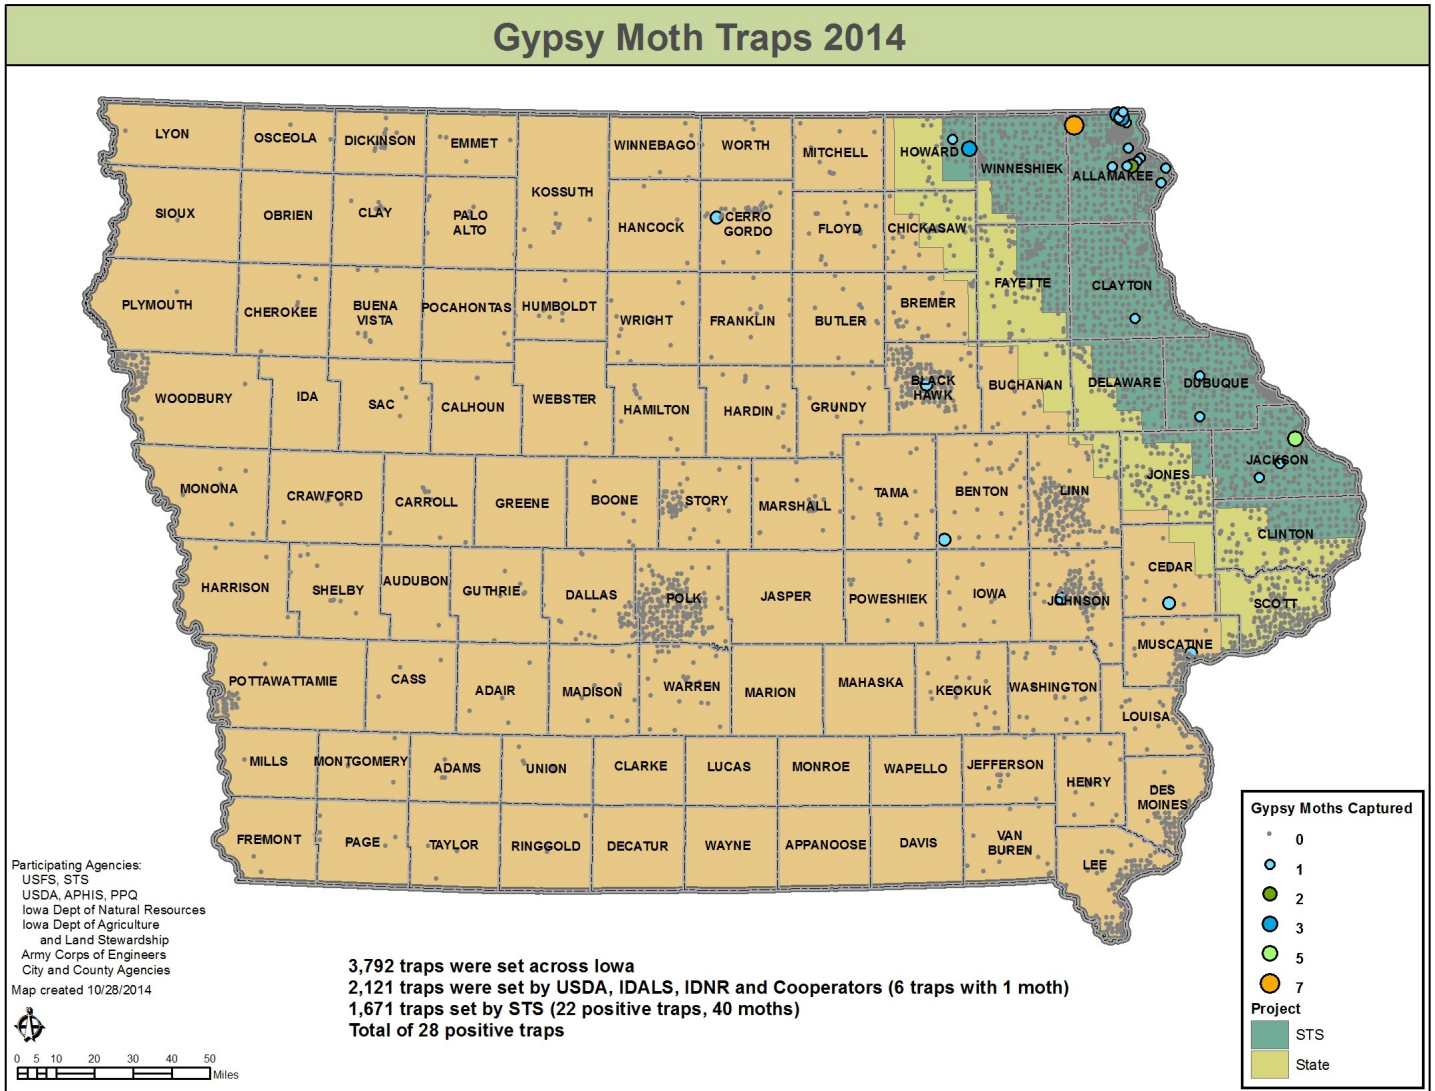 Gypsy Moth Traps 2014
LYON
OSCEOLA
DICKINSON
EMMET
WINNEBAGO
WORTH
MITCHELL
HOWARD
WINNESHIEK
ALLAMAKEE
KOSSUTH
SIOUX
OBRIEN
CLAY
PALO
ALTO
HANCOCK
CERRO
GORDO
FLOYD
CHICKASAW
FAYETTE
CLAYTON
PLYMOUTH
CHEROKEE
BUENA
VISTA
POCAHONTAS
HUMBOLDT
WRIGHT
FRANKLIN
BUTLER
BREMER
WOODBURY
IDA
SAC
CALHOUN
WEBSTER
HAMILTON
HARDIN
GRUNDY
BLACK
HAWK
BUCHANAN
DELAWARE
DUBUQUE
MONONA
CRAWFORD
CARROLL
GREENE
BOONE
STORY
MARSHALL
TAMA
BENTON
LINN
JONES
JACKSON
CLINTON
HARRISON
SHELBY
AUDUBON
GUTHRIE
DALLAS
POLK
JASPER
POWESHIEK
IOWA
JOHNSON
CEDAR
SCOTT
MUSCATINE
POTTAWATTAMIE
CASS
ADAIR
MADISON
WARREN
MARION
MAHASKA
KEOKUK
WASHINGTON
LOUISA
MILLS
MONTGOMERY
ADAMS
UNION
CLARKE
LUCAS
MONROE
WAPELLO
JEFFERSON
HENRY
DES
MOINES
FREMONT
PAGE
TAYLOR
RINGGOLD
DECATUR
WAYNE
APPANOOSE
DAVIS
VAN
BUREN
LEE
Participating Agencies:
USFS, STS
USDA, APHIS, PPQ
Iowa Dept of Natural Resources
Iowa Dept of Agriculture
and Land Stewardship
Army Corps of Engineers
City and County Agencies
Map created 10/28/2014
0 5 10 20 30 40 50
Miles
3,792 traps were set across Iowa
2,121 traps were set by USDA, IDALS, IDNR and Cooperators (6 traps with 1 moth)
1,671 traps set by STS (22 positive traps, 40 moths)
Total of 28 positive traps
Gypsy Moths Captured
0
1
2
3
5
7
Project
STS
State